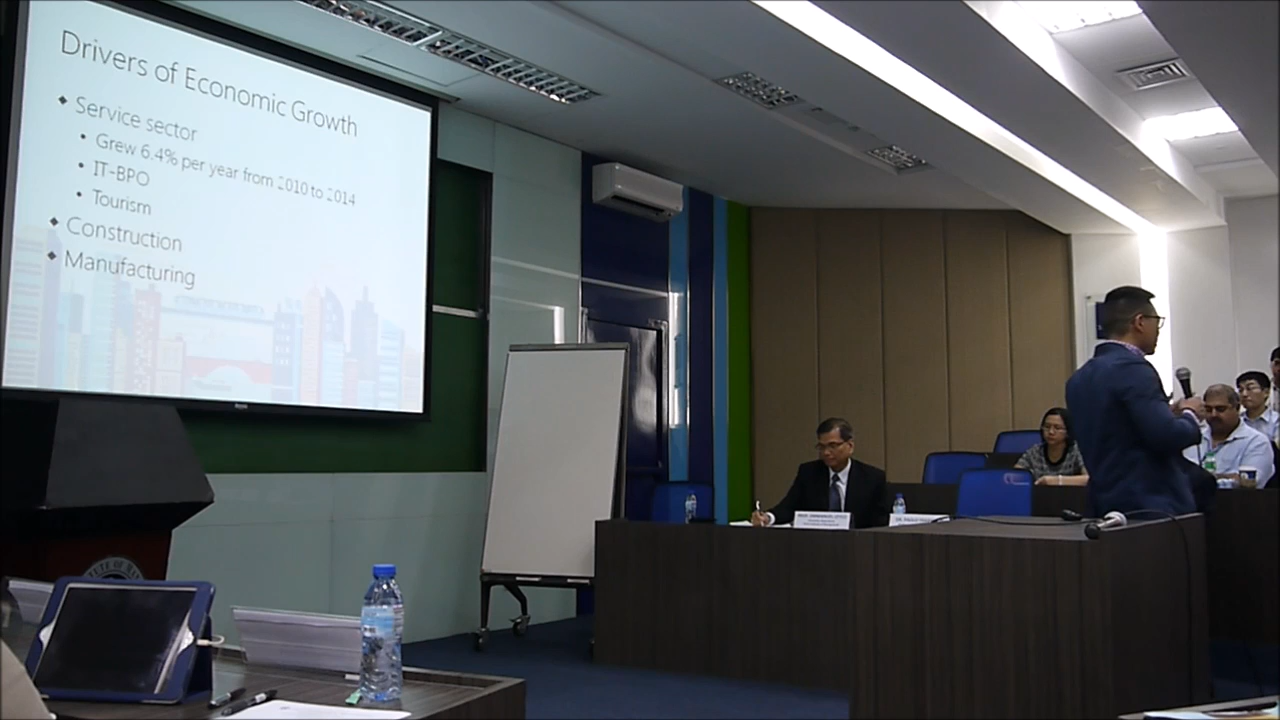 Drivers of Economic Growth
Service sector
Grew 6.4% per year from 2010 to 2014
IT-BPO
Tourism
Construction
Manufacturing